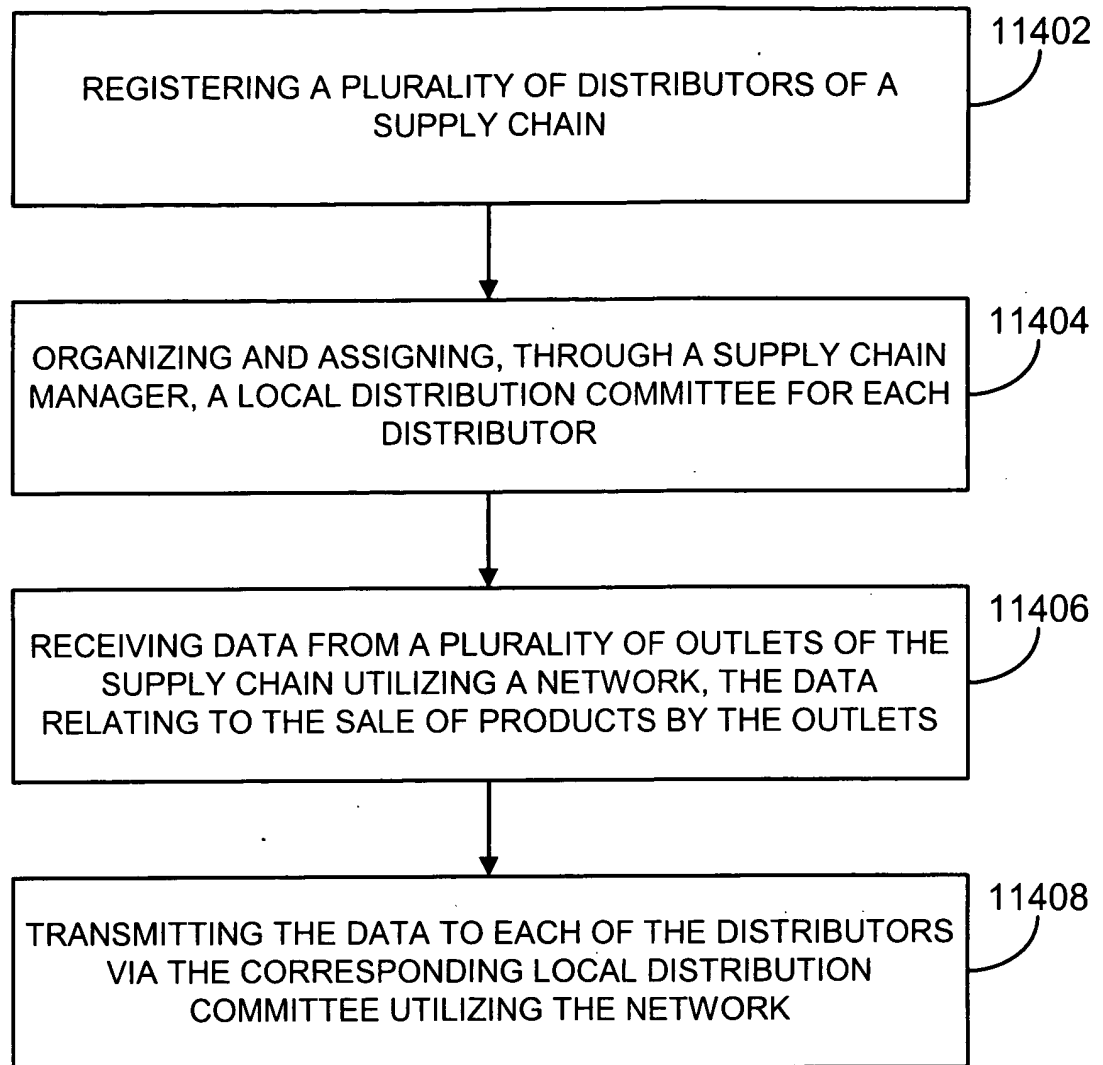 11402
REGISTERING A PLURALITY OF DISTRIBUTORS OF A
SUPPLY CHAIN
11404
ORGANIZING AND ASSIGNING, THROUGH A SUPPLY CHAIN
MANAGER, A LOCAL DISTRIBUTION COMMITTEE FOR EACH
DISTRIBUTOR
11406
RECEIVING DATA FROM A PLURALITY OF OUTLETS OF THE
SUPPLY CHAIN UTILIZING A NETWORK, THE DATA
RELATING TO THE SALE OF PRODUCTS BY THE OUTLETS
11408
TRANSMITTING THE DATA TO EACH OF THE DISTRIBUTORS
VIA THE CORRESPONDING LOCAL DISTRIBUTION
COMMITTEE UTILIZING THE NETWORK